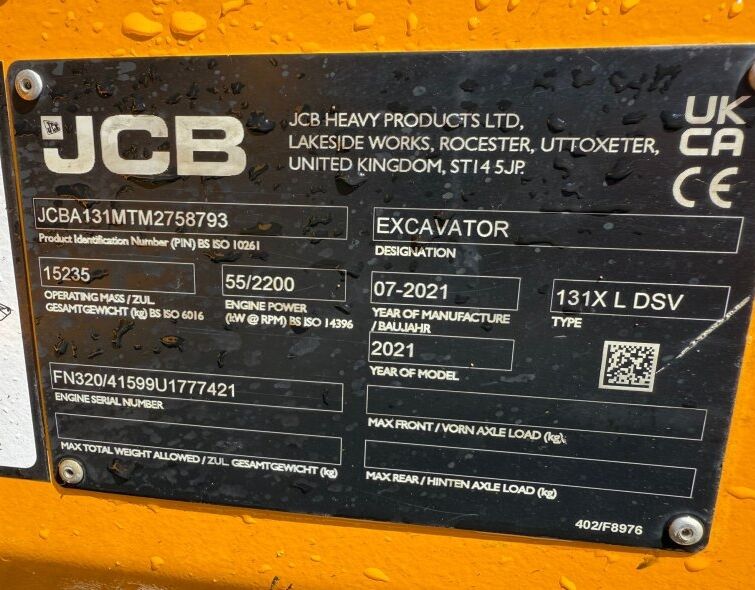 JCB
JCB HEAVY PRODUCTS LTD,
LAKESIDE WORKS, ROCESTER, UTTOXETER,
UNITED KINGDOM, ST14 5JP.
UK
CA
CE
JCBA131MTM2758793
Product Identification Number (PIN) BS ISO 10261
EXCAVATOR
DESIGNATION
15235
OPERATING MASS / ZUL.
GESAMTGEWICHT (kg) BS ISO 6016
55/2200
ENGINE POWER
(kW @ RPM) BS ISO 14396
07-2021
YEAR OF MANUFACTURE
/ BAUJAHR
131X L DSV
TYPE
2021
YEAR OF MODEL
FN320/41599U1777421
ENGINE SERIAL NUMBER
MAX FRONT / VORN AXLE LOAD (kg)
MAX TOTAL WEIGHT ALLOWED / ZUL. GESAMTGEWICHT (kg)
MAX REAR / HINTEN AXLE LOAD (kg)
402/F8976